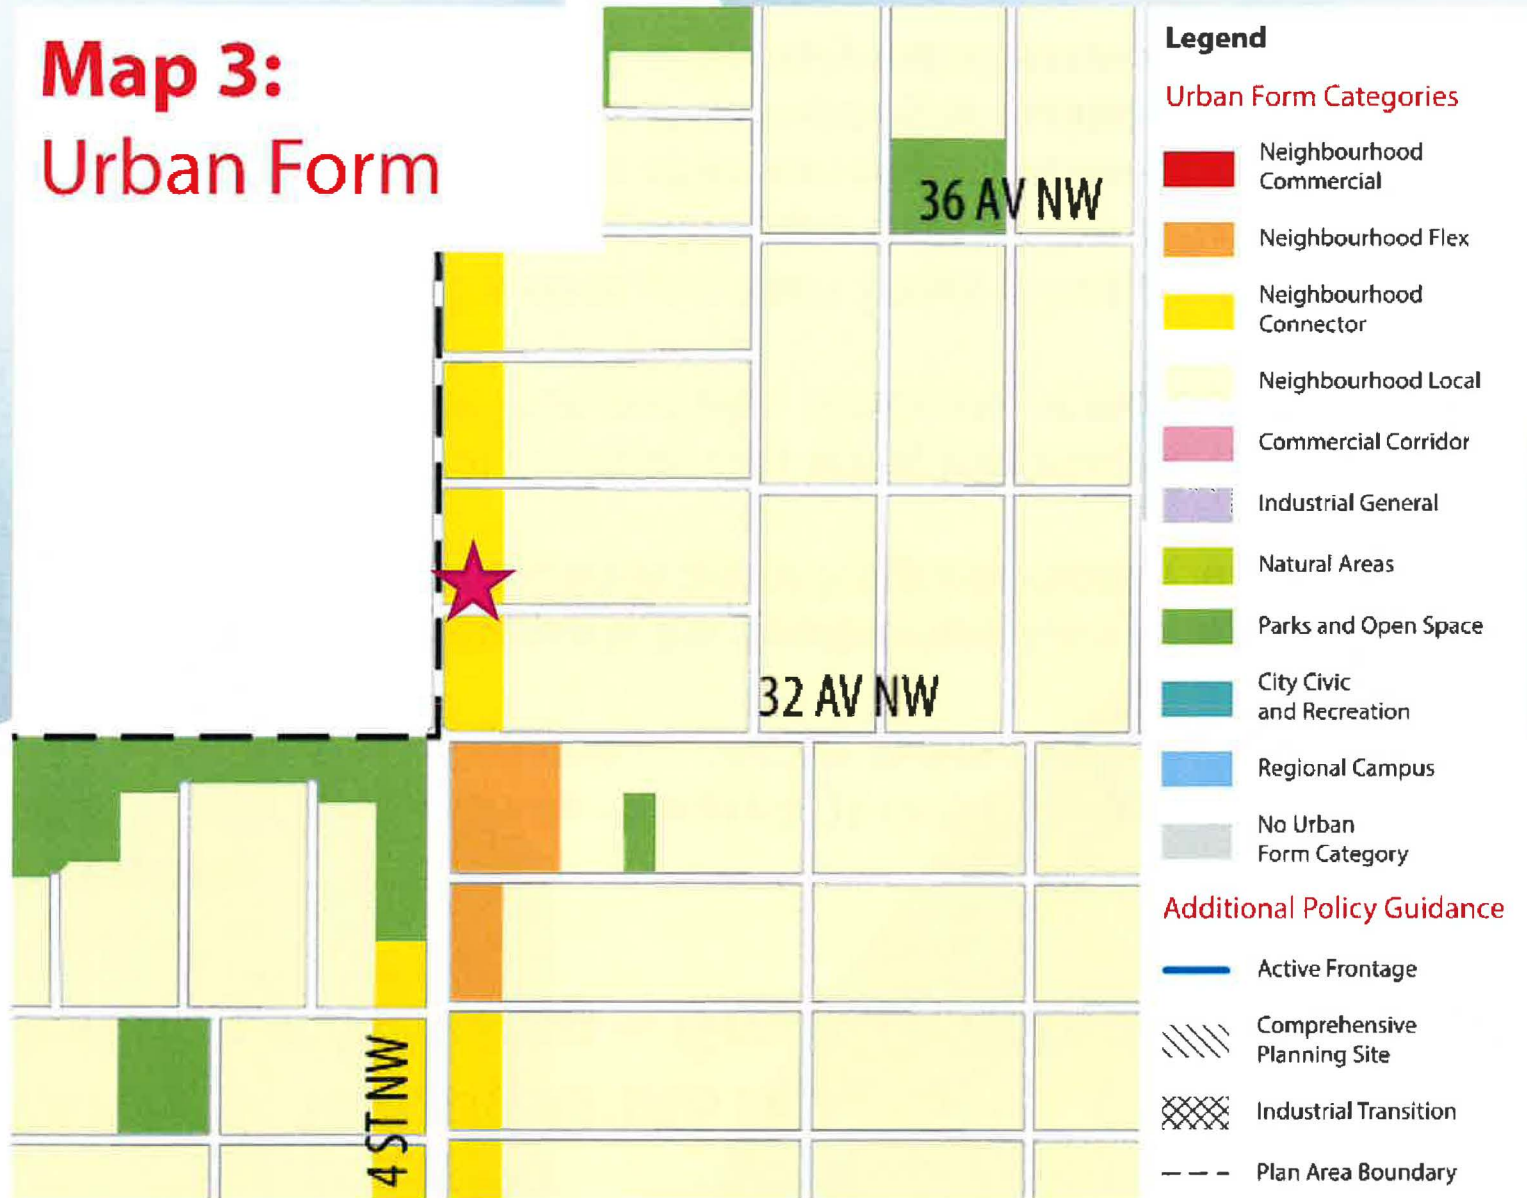 Map 3:
Urban Form
36 AV NW
32 AV NW
4 ST NW
Legend
Urban Form Categories
Neighbourhood
Commercial
Neighbourhood Flex
Neighbourhood
Connector
Neighbourhood Local
Commercial Corridor
Industrial General
Natural Areas
Parks and Open Space
City Civic
and Recreation
Regional Campus
No Urban
Form Category
Additional Policy Guidance
Active Frontage
Comprehensive
Planning Site
Industrial Transition
Plan Area Boundary